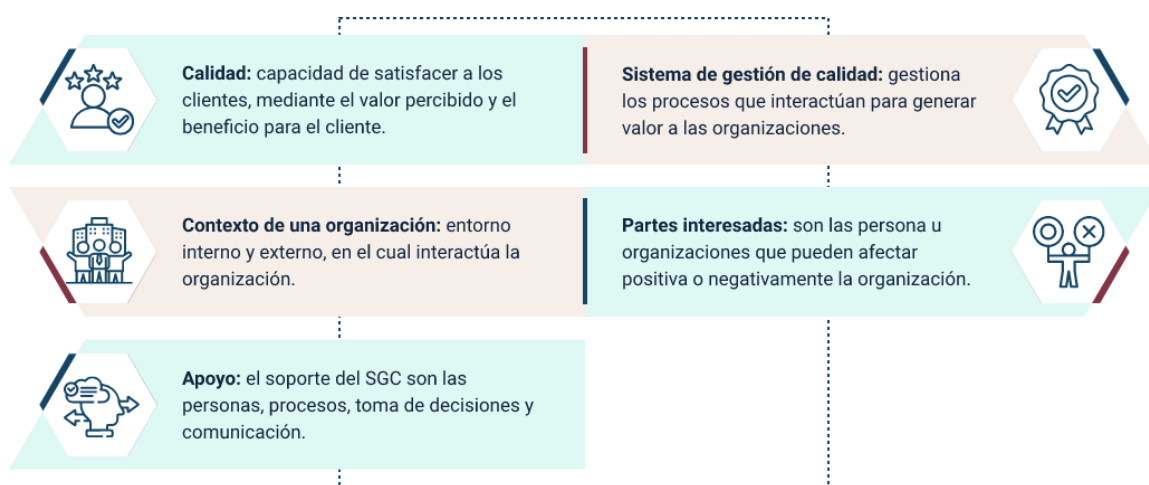 Calidad: capacidad de satisfacer a los
clientes, mediante el valor percibido y el
beneficio para el cliente.
Sistema de gestión de calidad: gestiona
los procesos que interactúan para generar
valor a las organizaciones.
Contexto de una organización: entorno
interno y externo, en el cual interactúa la
organización.
Partes interesadas: son las persona u
organizaciones que pueden afectar
positiva o negativamente la organización.
Apoyo: el soporte del SGC son las
personas, procesos, toma de decisiones y
comunicación.